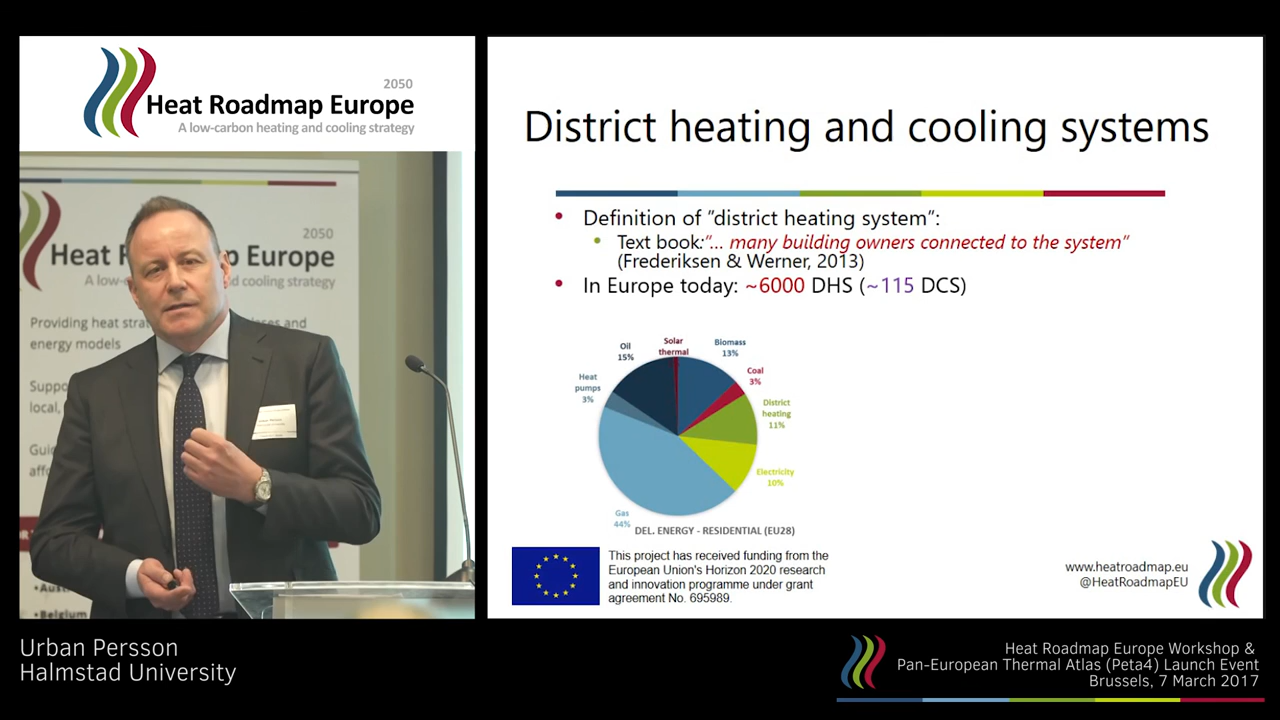 2050
Heat Roadmap Europe
A low-carbon heating and cooling strategy
2050
Heat R Europe
A low- d cooling strategy
Providing heat
and
energy models
local,
Belgium
District heating and cooling systems
• Definition of ”district heating system”:
• Text book:”... many building owners connected to the system”
(Frederiksen & Werner, 2013)
• In Europe today: ~6000 DHS (~115 DCS)
Solar
thermal
Biomass
13%
Oil
15%
Coal
3%
Heat
pumps
3%
District
heating
11%
Electricity
10%
Gas
44%
DEL. ENERGY - RESIDENTIAL (EU28)
This project has received funding from the
European Union's Horizon 2020 research
and innovation programme under grant
agreement No. 695989.
www.heatroadmap.eu
@HeatRoadmapEU
Urban Persson
Halmstad University
Heat Roadmap Europe Workshop &
Pan-European Thermal Atlas (Peta4) Launch Event
Brussels, 7 March 2017